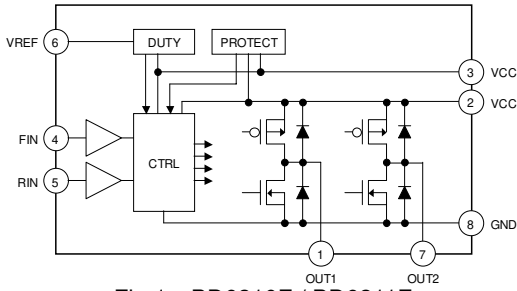 VREF 6 DUTY PROTECT
3 VCC
2 VCC
FIN 4
CTRL
RIN 5
8 GND
1 7
OUT1 OUT2